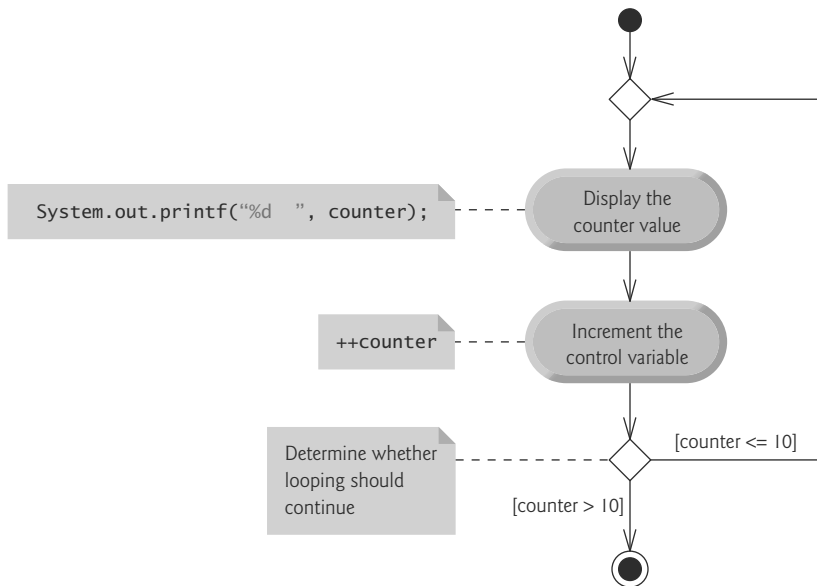 Display the
counter value
System.out.printf(“%d  ”, counter);
Increment the
control variable
++counter
Determine whether
looping should
continue
[counter <= 10]
[counter > 10]